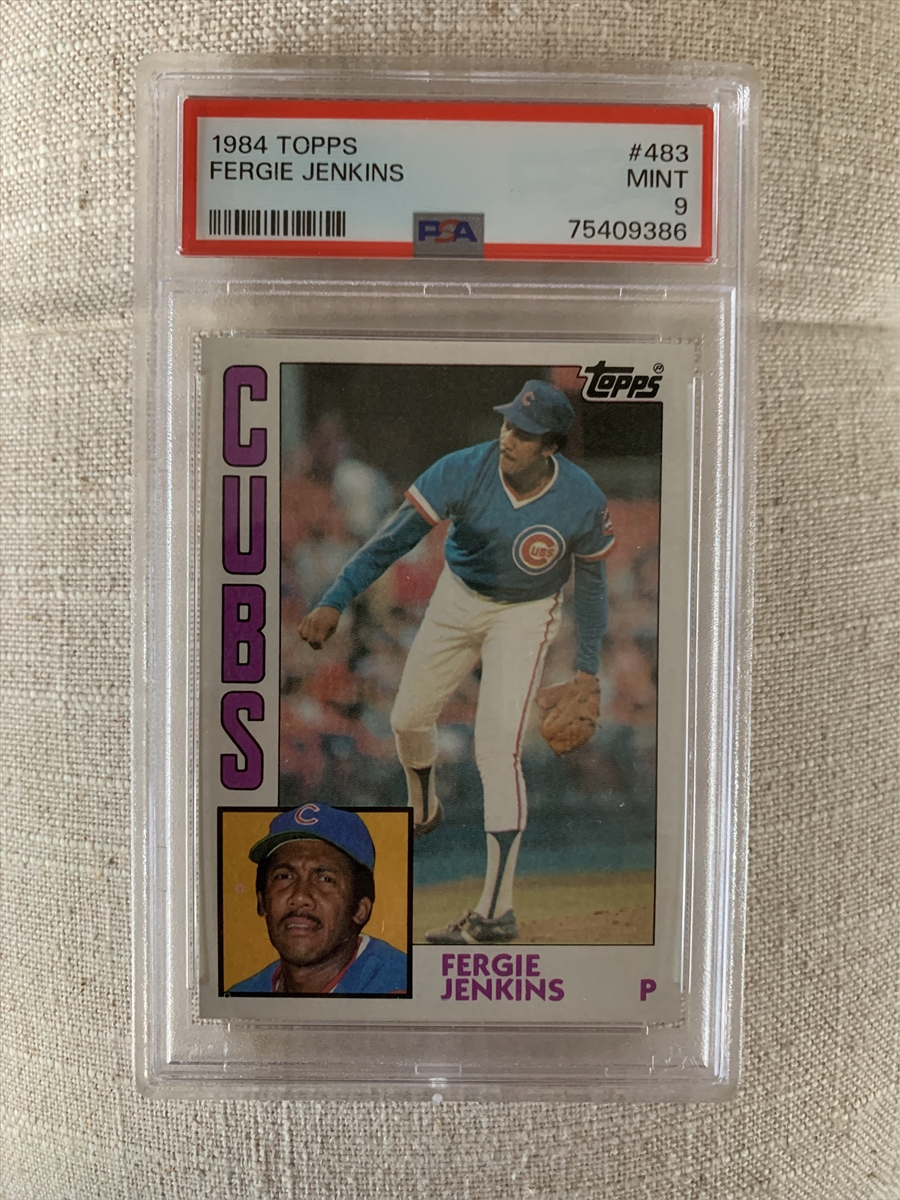 1984 TOPPS #483
FERGIE JENKINS MINT
9
PSA 75409386
CUBS
Topps®
C
CUBS
C
FERGIE
JENKINS P